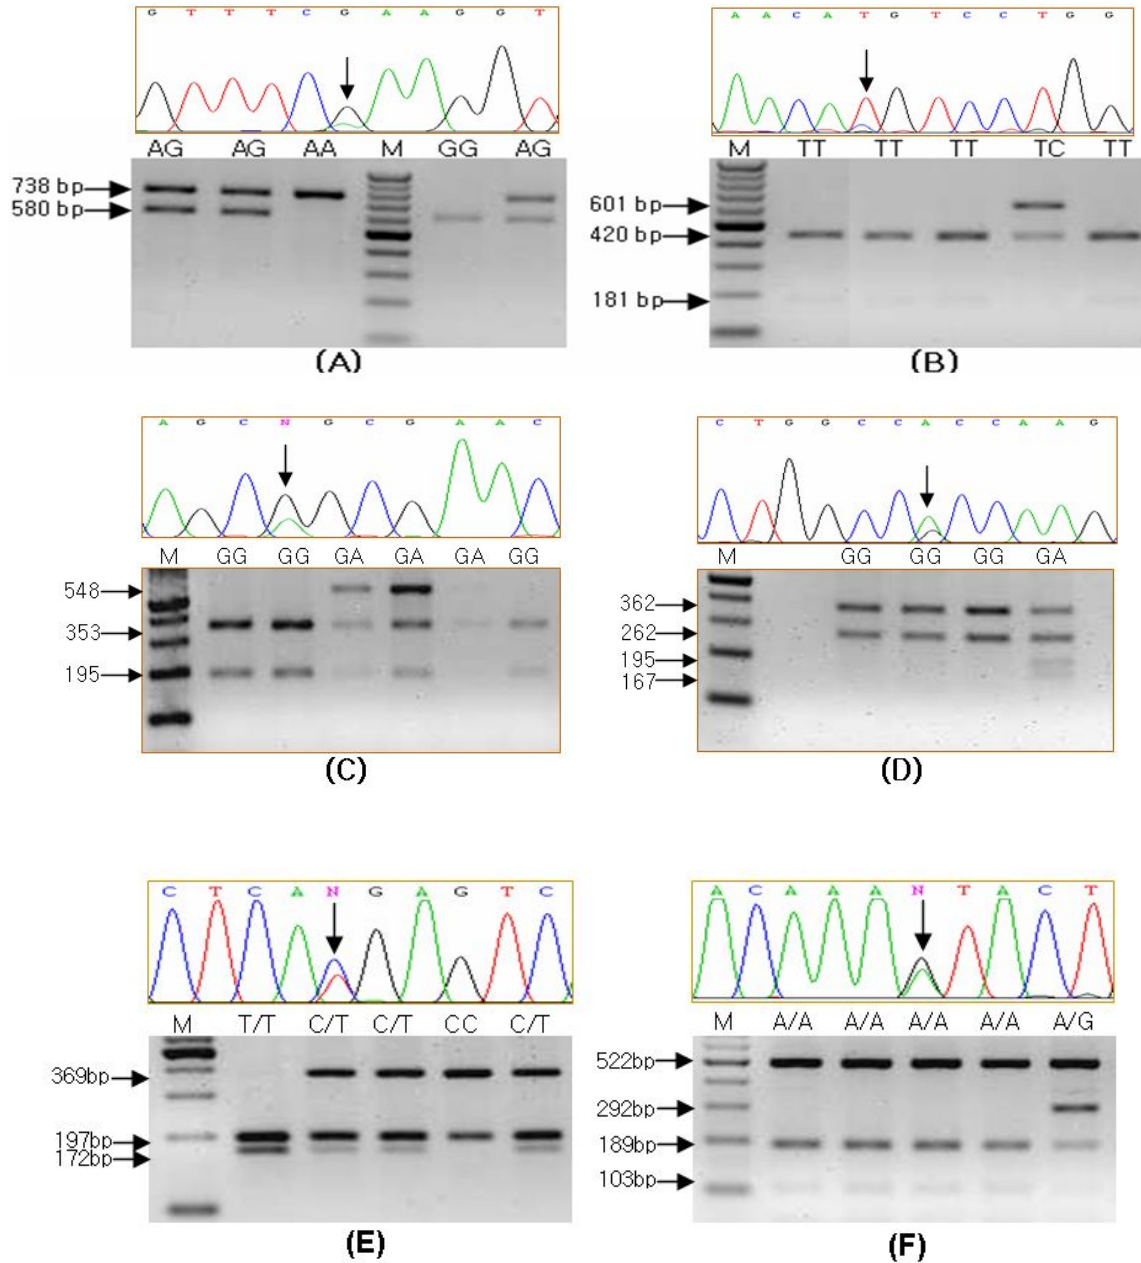 G T T T C G A A G G T
AG AG AA M GG AG
738 bp
580 bp
(A)
A A C A T G T C C T G G
M TT TT TT TC TT
601 bp
420 bp
181 bp
(B)
A G C N G C G A A C
M GG GG GA GA GA GG
548
353
195
(C)
C T G G C C A C C A A G
M GG GG GG GA
362
262
195
167
(D)
C T C A N G A G T C
M T/T C/T C/T CC C/T
369bp
197bp
172bp
(E)
A C A A A N T A C T
M A/A A/A A/A A/A A/G
522bp
292bp
189bp
103bp
(F)